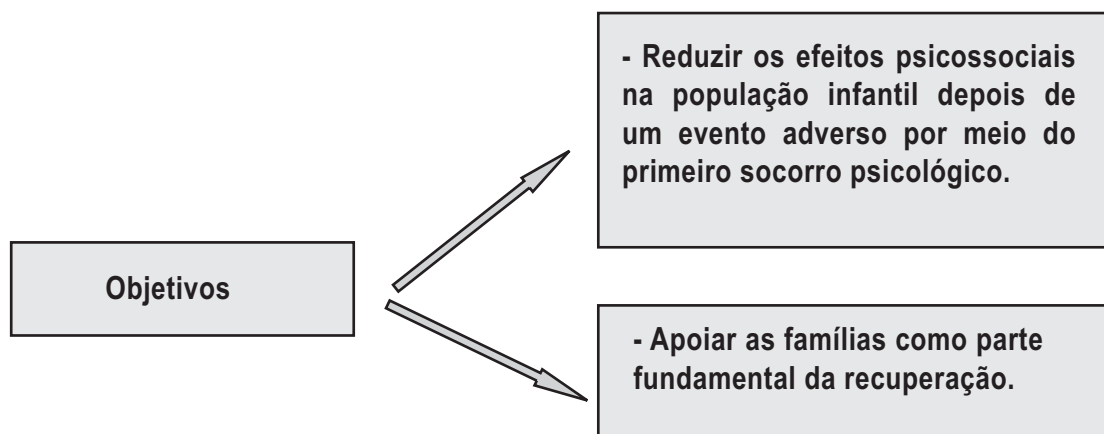 - Reduzir os efeitos psicossociais
na população infantil depois de
um evento adverso por meio do
primeiro socorro psicológico.
Objetivos
- Apoiar as famílias como parte
fundamental da recuperação.